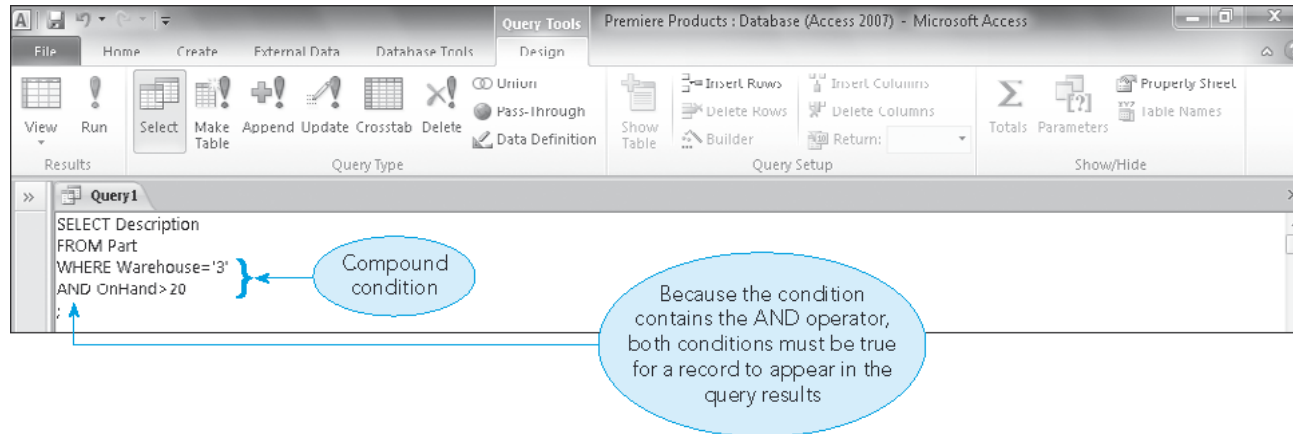 A
Query Tools
Premiere Products : Database (Access 2007) - Microsoft Access
File Home Create External Data Database Tools Design
View Run Select Make Table Append Update Crosstab Delete
Union
Pass-Through
Data Definition
Show Table
Insert Rows
Delete Rows
Builder
Insert Columns
Delete Columns
Return:
Totals Parameters
Property Sheet
Table Names
Results Query Type Query Setup Show/Hide
Query1
SELECT Description
FROM Part
WHERE Warehouse='3'
AND OnHand>20
;
Compound
condition
Because the condition
contains the AND operator,
both conditions must be true
for a record to appear in the
query results